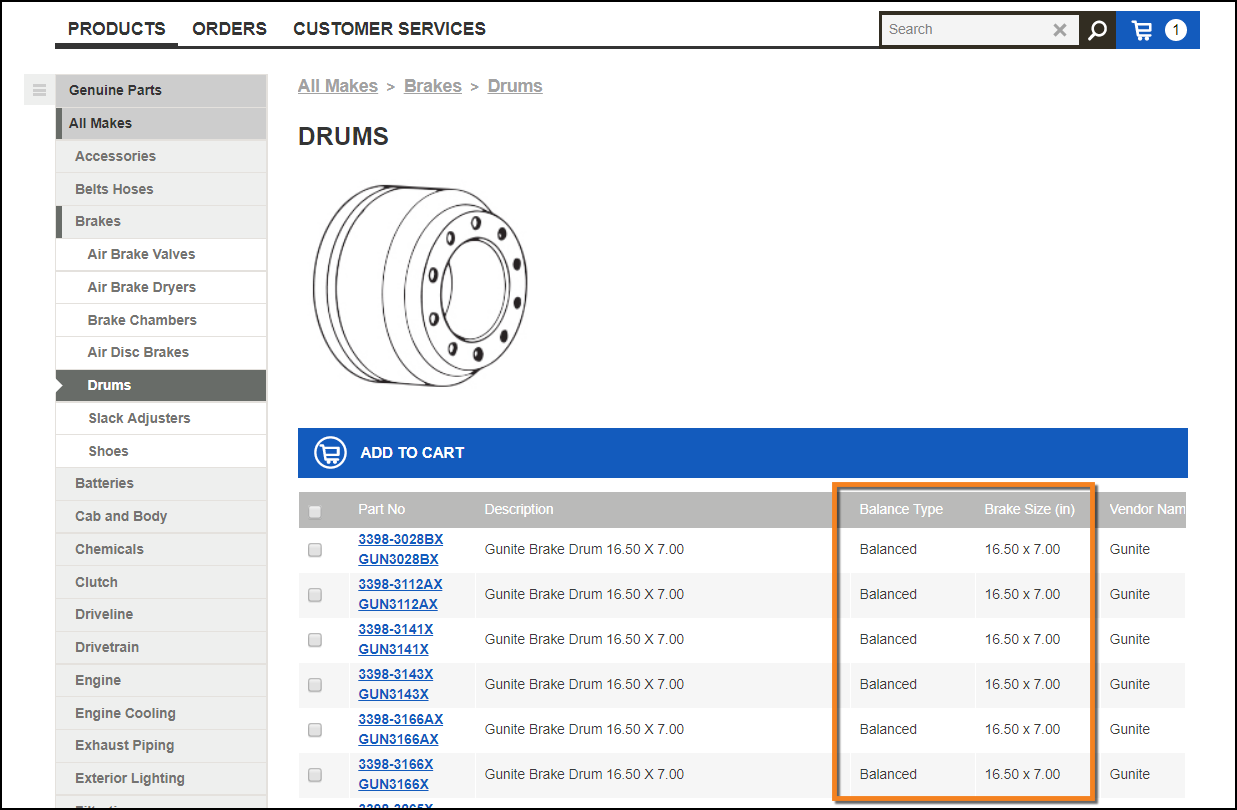 PRODUCTS ORDERS CUSTOMER SERVICES Search 1
Genuine Parts
All Makes
Accessories
Belts Hoses
Brakes
Air Brake Valves
Air Brake Dryers
Brake Chambers
Air Disc Brakes
Drums
Slack Adjusters
Shoes
Batteries
Cab and Body
Chemicals
Clutch
Driveline
Drivetrain
Engine
Engine Cooling
Exhaust Piping
Exterior Lighting
All Makes > Brakes > Drums
DRUMS
ADD TO CART
Part No Description Balance Type Brake Size (in) Vendor Nam
3398-3028BX
GUN3028BX Gunite Brake Drum 16.50 X 7.00 Balanced 16.50 x 7.00 Gunite
3398-3112AX
GUN3112AX Gunite Brake Drum 16.50 X 7.00 Balanced 16.50 x 7.00 Gunite
3398-3141X
GUN3141X Gunite Brake Drum 16.50 X 7.00 Balanced 16.50 x 7.00 Gunite
3398-3143X
GUN3143X Gunite Brake Drum 16.50 X 7.00 Balanced 16.50 x 7.00 Gunite
3398-3166AX
GUN3166AX Gunite Brake Drum 16.50 X 7.00 Balanced 16.50 x 7.00 Gunite
3398-3166X
GUN3166X Gunite Brake Drum 16.50 X 7.00 Balanced 16.50 x 7.00 Gunite